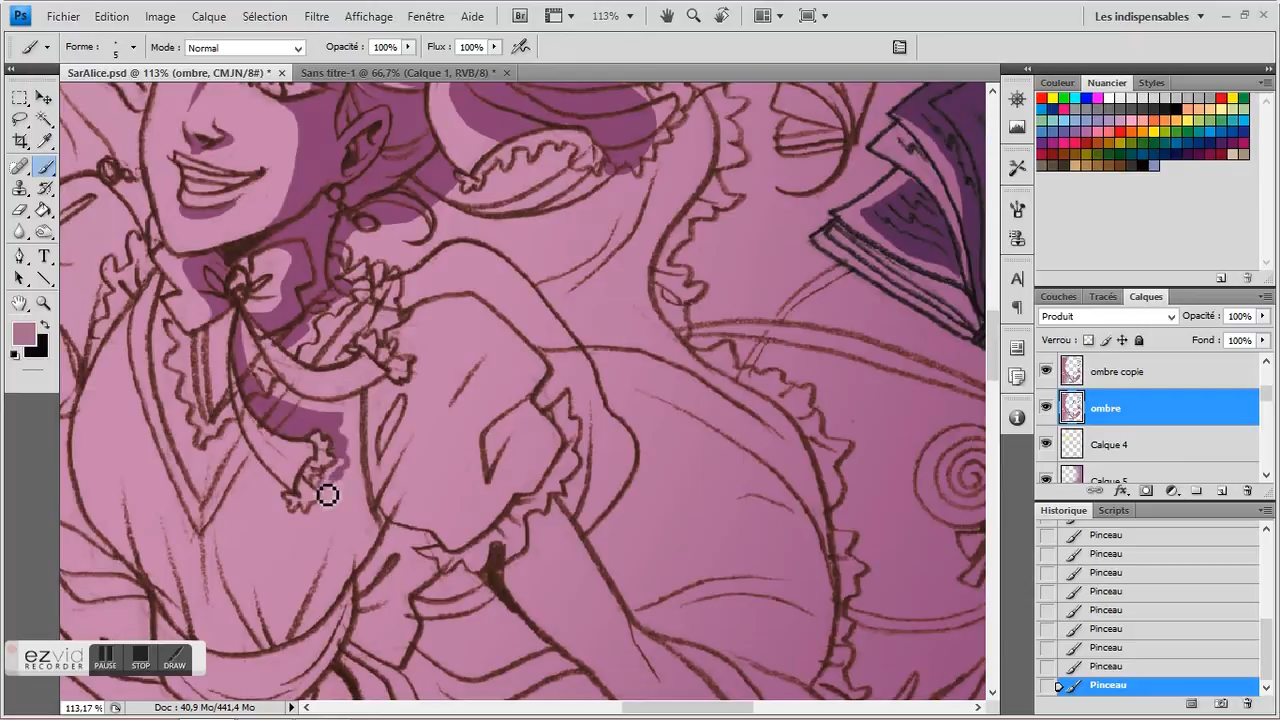 Ps Fichier Edition Image Calque Sélection Filtre Affichage Fenêtre Aide Br 113% Les indispensables
Forme : 5 Mode : Normal Opacité : 100% Flux : 100%
SarAlice.psd @ 113% (ombre, CMJN/8#) * Sans titre-1 @ 66,7% (Calque 1, RVB/8) *
Couleur Nuancier Styles
Couches Tracés Calques
Produit Opacité : 100%
Verrou : Fond : 100%
ombre copie
ombre
Calque 4
Calque 5
Historique Scripts
Pinceau
Pinceau
Pinceau
Pinceau
Pinceau
Pinceau
Pinceau
Pinceau
Pinceau
ezvid
RECORDER
PAUSE STOP DRAW
113,17 % Doc : 40,9 Mo/441,4 Mo